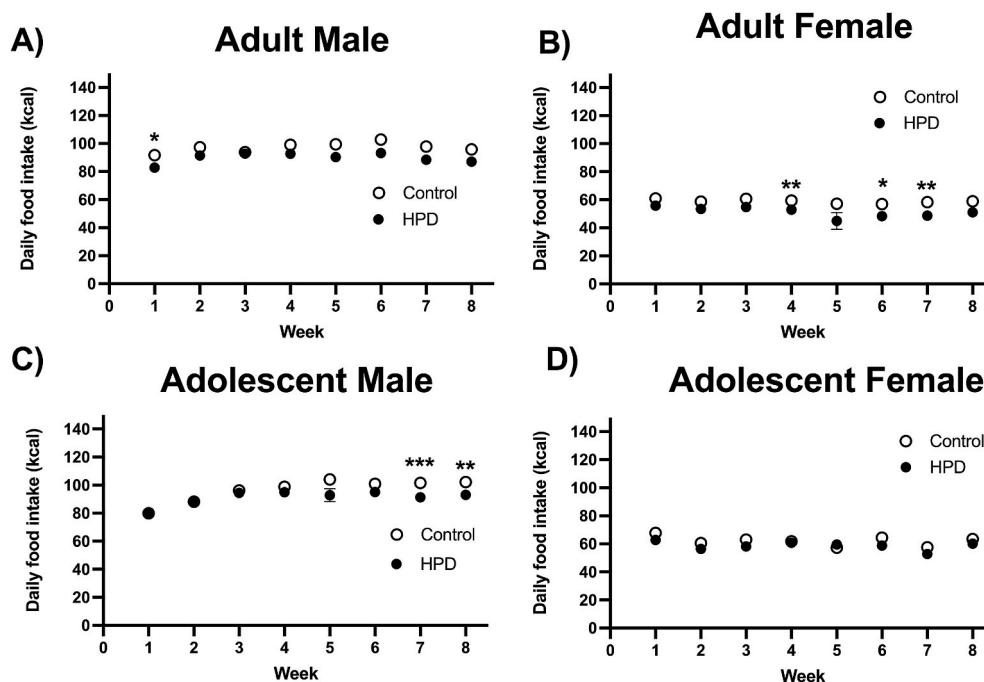 A)
Adult Male
Daily food intake (kcal)
140
120
100
80
60
40
20
0
*
Control
HPD
0 1 2 3 4 5 6 7 8
Week
B)
Adult Female
Daily food intake (kcal)
140
120
100
80
60
40
20
0
Control
HPD
** * **
0 1 2 3 4 5 6 7 8
Week
C)
Adolescent Male
Daily food intake (kcal)
140
120
100
80
60
40
20
0
*** **
Control
HPD
0 1 2 3 4 5 6 7 8
Week
D)
Adolescent Female
Daily food intake (kcal)
140
120
100
80
60
40
20
0
Control
HPD
0 1 2 3 4 5 6 7 8
Week